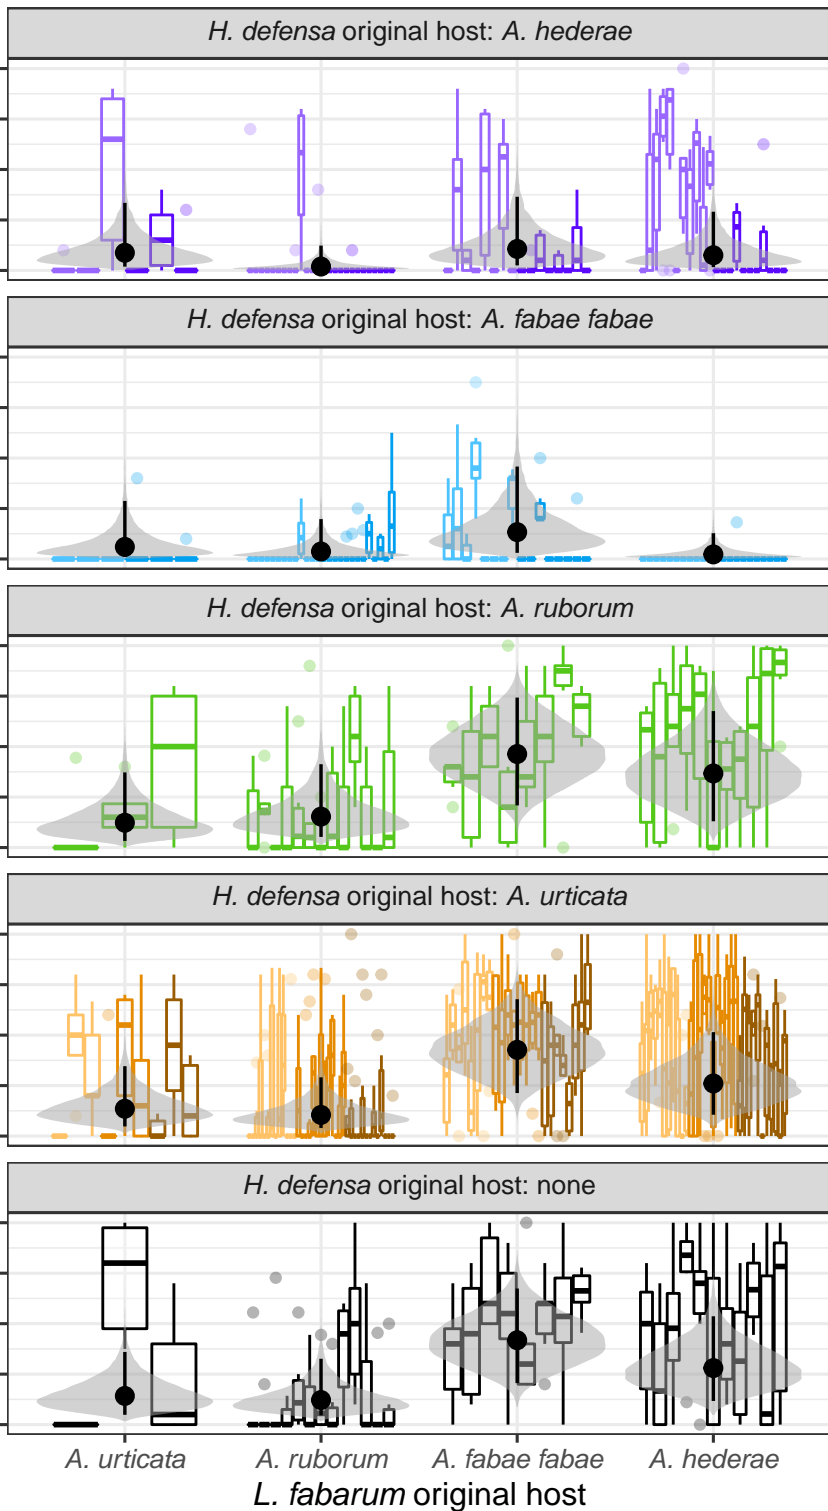 H. defensa original host: A. hederae
H. defensa original host: A. fabae fabae
H. defensa original host: A. ruborum
H. defensa original host: A. urticata
H. defensa original host: none
A. urticata A. ruborum A. fabae fabae A. hederae
L. fabarum original host